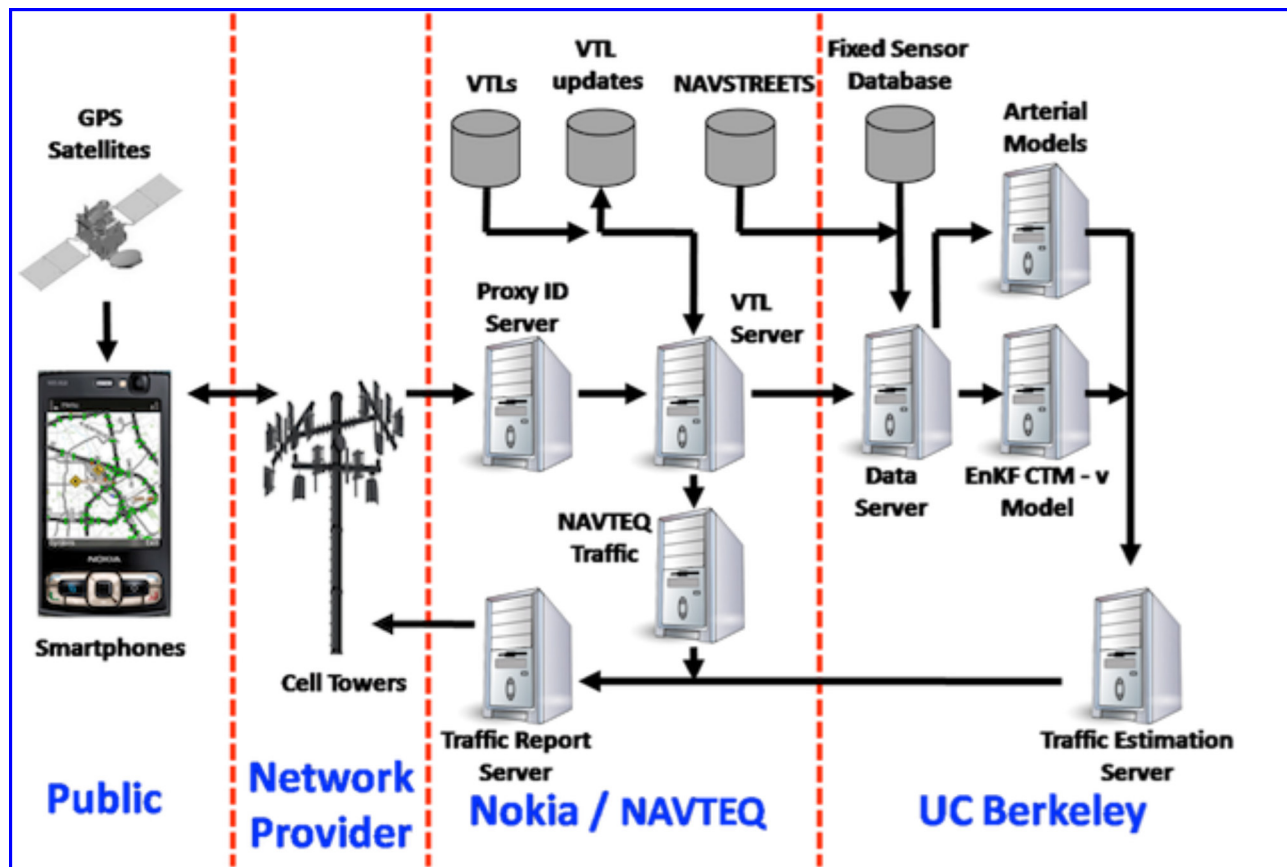 GPS
Satellites
VTLs
VTL
updates
NAVSTREETS
Fixed Sensor
Database
Arterial
Models
Proxy ID
Server
VTL
Server
Data
Server
EnKF CTM - v
Model
NAVTEQ
Traffic
NOKIA
Smartphones
Cell Towers
Traffic Report
Server
Traffic Estimation
Server
Public
Network
Provider
Nokia / NAVTEQ
UC Berkeley